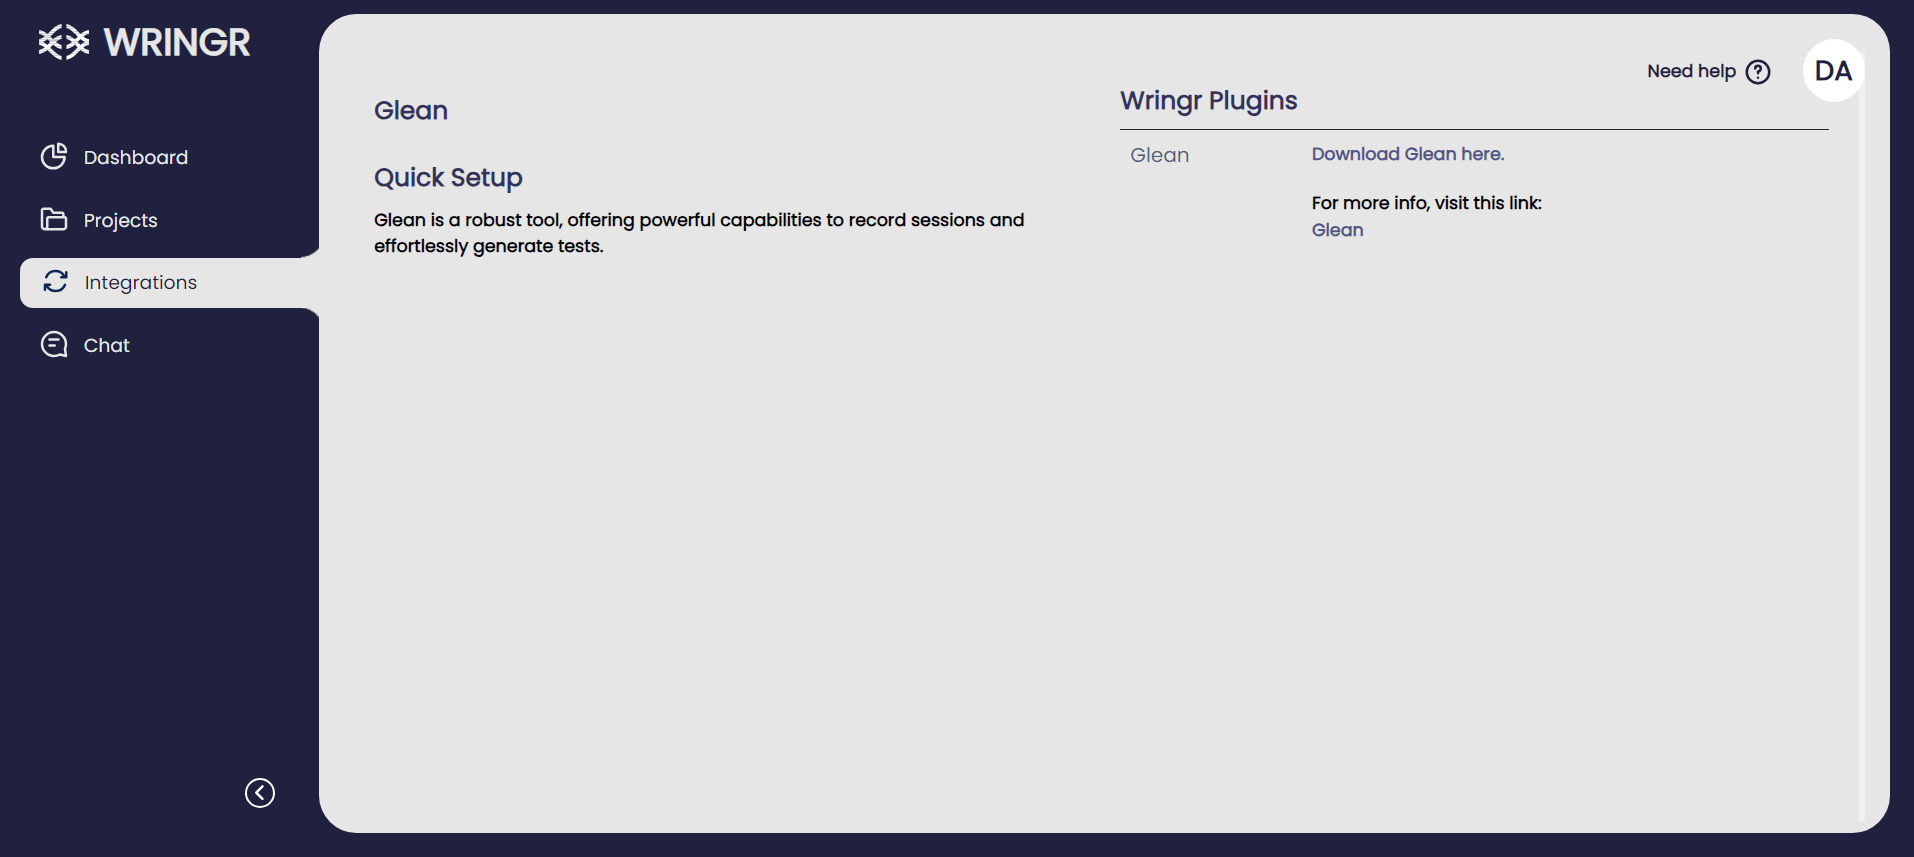 WRINGR
Dashboard
Projects
Integrations
Chat
Need help
DA
Glean
Quick Setup
Glean is a robust tool, offering powerful capabilities to record sessions and
effortlessly generate tests.
Wringr Plugins
Glean
Download Glean here.
For more info, visit this link:
Glean